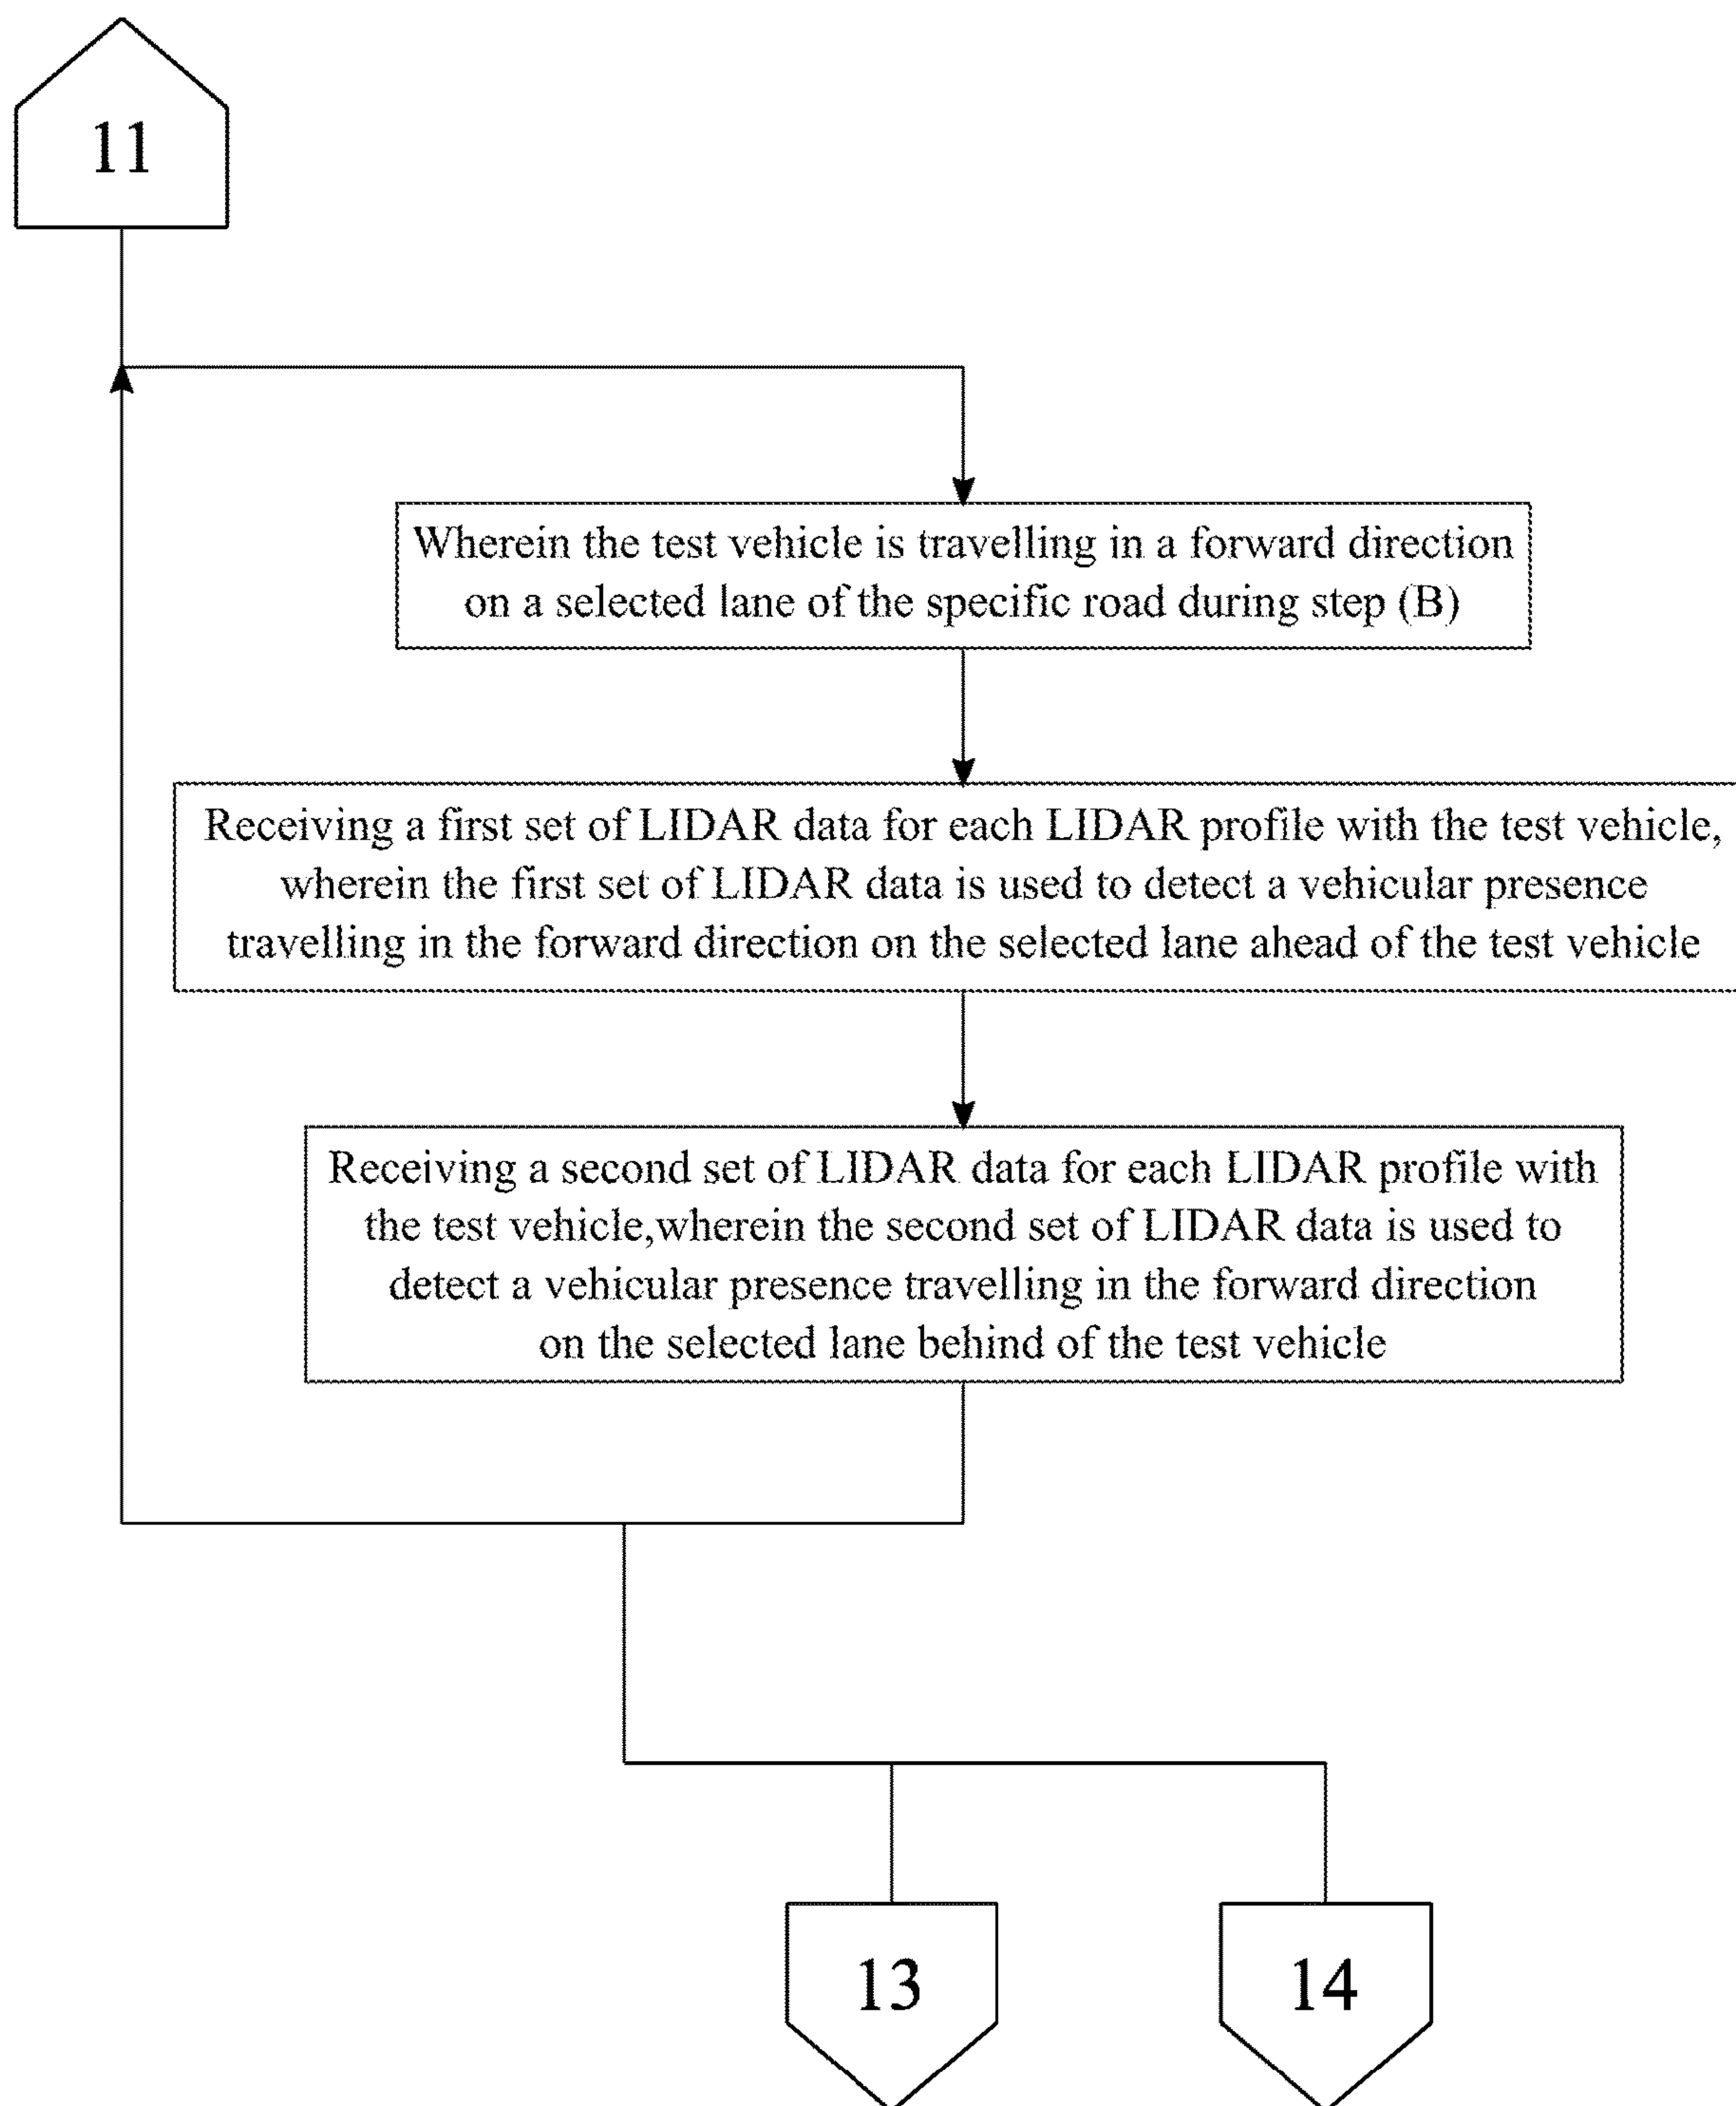 11
Wherein the test vehicle is travelling in a forward direction
on a selected lane of the specific road during step (B)
Receiving a first set of LIDAR data for each LIDAR profile with the test vehicle,
wherein the first set of LIDAR data is used to detect a vehicular presence
travelling in the forward direction on the selected lane ahead of the test vehicle
Receiving a second set of LIDAR data for each LIDAR profile with
the test vehicle,wherein the second set of LIDAR data is used to
detect a vehicular presence travelling in the forward direction
on the selected lane behind of the test vehicle
13
14